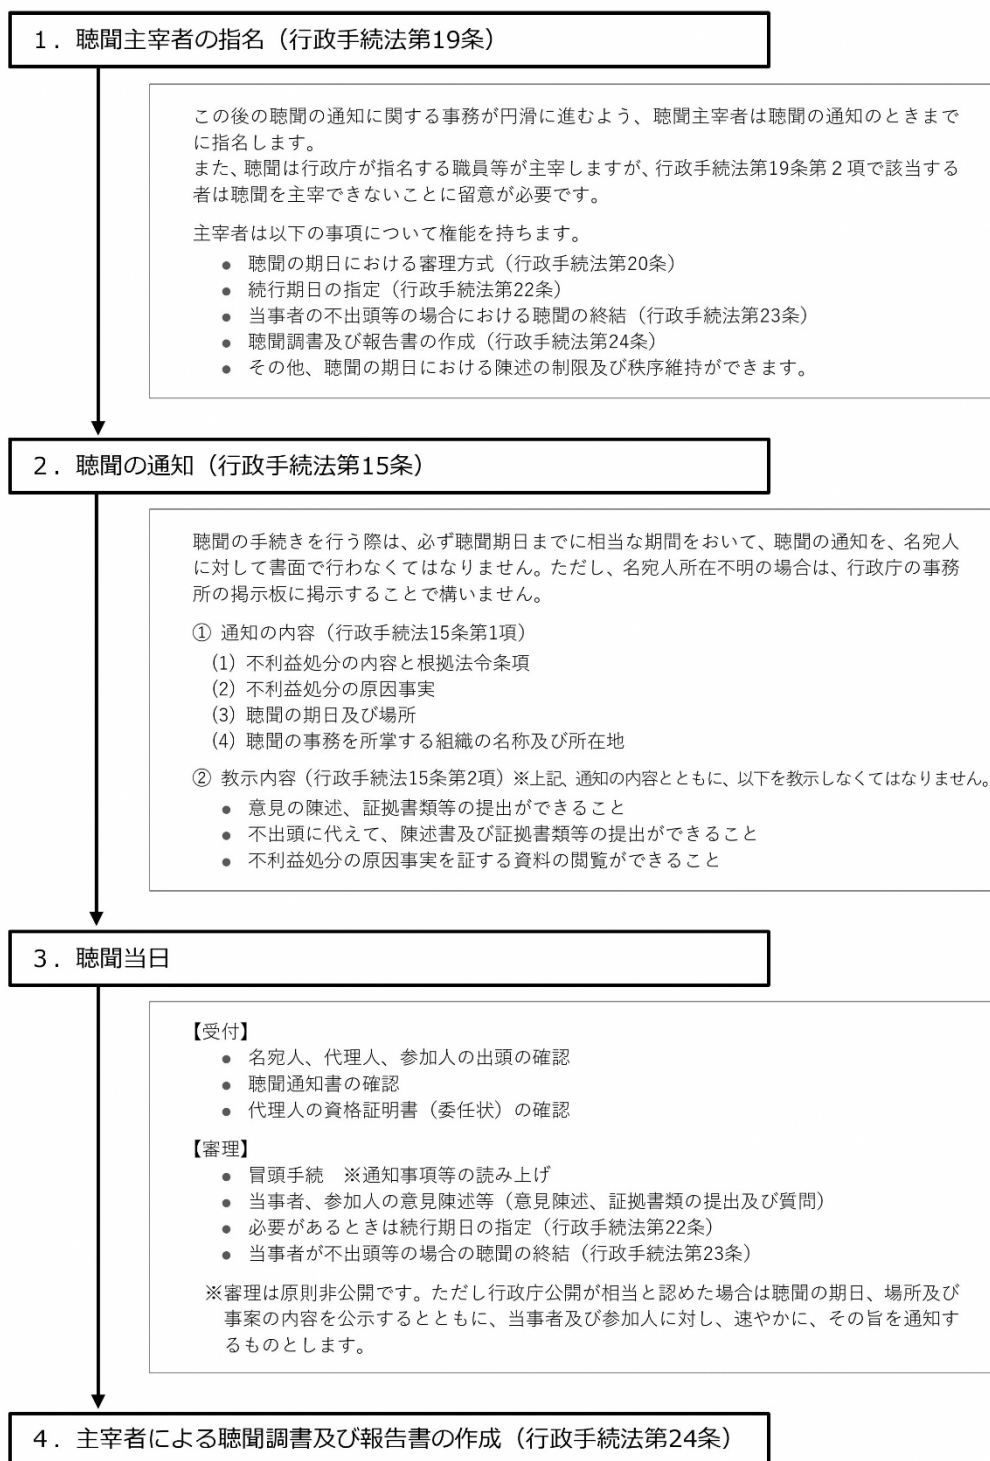 1．聴聞主宰者の指名（行政手続法第19条）
この後の聴聞の通知に関する事務が円滑に進むよう、聴聞主宰者は聴聞の通知のときまで
に指名します。
また、聴聞は行政庁が指名する職員等が主宰しますが、行政手続法第19条第２項で該当する
者は聴聞を主宰できないことに留意が必要です。
主宰者は以下の事項について権能を持ちます。
● 聴聞の期日における審理方式（行政手続法第20条）
● 続行期日の指定（行政手続法第22条）
● 当事者の不出頭等の場合における聴聞の終結（行政手続法第23条）
● 聴聞調書及び報告書の作成（行政手続法第24条）
● その他、聴聞の期日における陳述の制限及び秩序維持ができます。
2．聴聞の通知（行政手続法第15条）
聴聞の手続きを行う際は、必ず聴聞期日までに相当な期間をおいて、聴聞の通知を、名宛人
に対して書面で行わなくてはなりません。ただし、名宛人所在不明の場合は、行政庁の事務
所の掲示板に掲示することで構いません。
① 通知の内容（行政手続法15条第1項）
(1) 不利益処分の内容と根拠法令条項
(2) 不利益処分の原因事実
(3) 聴聞の期日及び場所
(4) 聴聞の事務を所掌する組織の名称及び所在地
② 教示内容（行政手続法15条第2項）※上記、通知の内容とともに、以下を教示しなくてはなりません。
● 意見の陳述、証拠書類等の提出ができること
● 不出頭に代えて、陳述書及び証拠書類等の提出ができること
● 不利益処分の原因事実を証する資料の閲覧ができること
3．聴聞当日
【受付】
● 名宛人、代理人、参加人の出頭の確認
● 聴聞通知書の確認
● 代理人の資格証明書（委任状）の確認
【審理】
● 冒頭手続　※通知事項等の読み上げ
● 当事者、参加人の意見陳述等（意見陳述、証拠書類の提出及び質問）
● 必要があるときは続行期日の指定（行政手続法第22条）
● 当事者が不出頭等の場合の聴聞の終結（行政手続法第23条）
※審理は原則非公開です。ただし行政庁公開が相当と認めた場合は聴聞の期日、場所及び
事案の内容を公示するとともに、当事者及び参加人に対し、速やかに、その旨を通知す
るものとします。
4．主宰者による聴聞調書及び報告書の作成（行政手続法第24条）